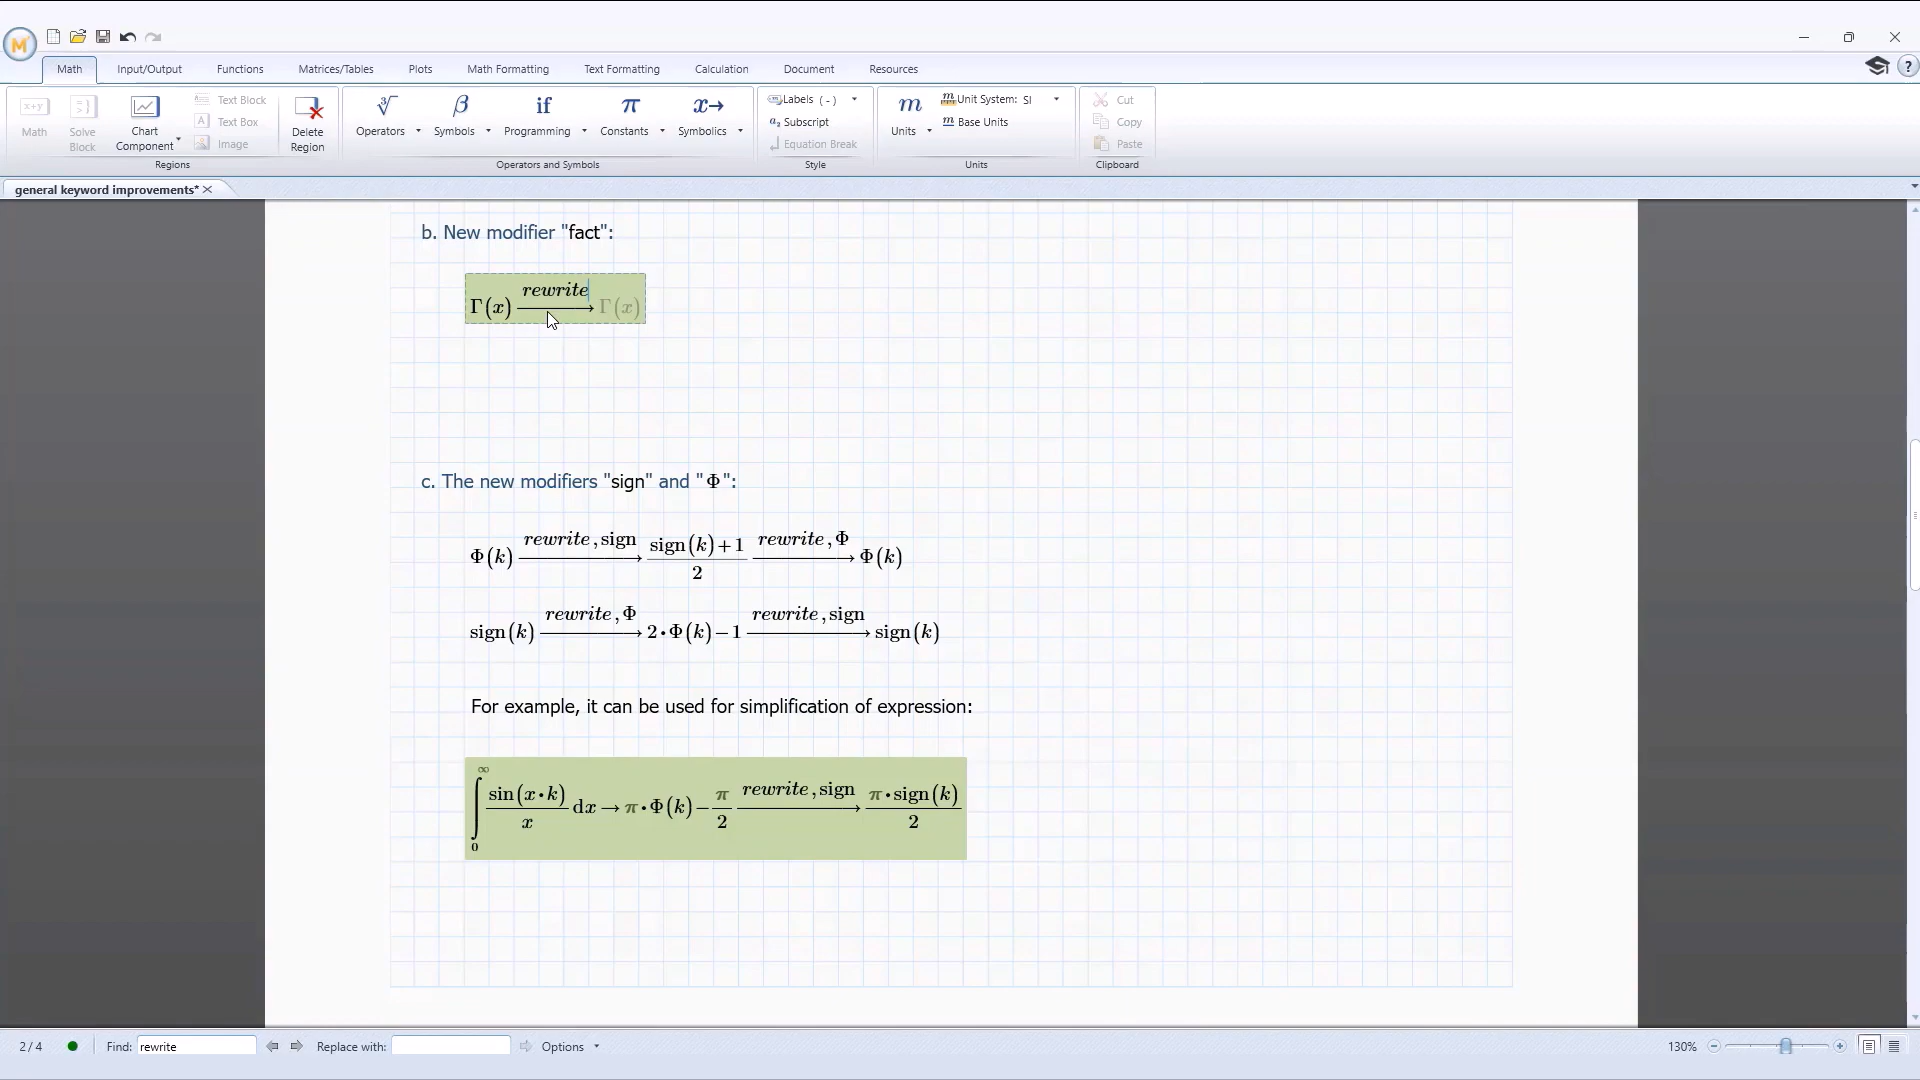 M
Math Input/Output Functions Matrices/Tables Plots Math Formatting Text Formatting Calculation Document Resources
?
x+y Math
Solve Block
Chart Component
Text Block
Text Box
Image
Delete Region
Operators
β Symbols
if Programming
π Constants
x→ Symbolics
Labels ( - )
Subscript
Equation Break
m Units
Unit System: SI
Base Units
Cut
Copy
Paste
Regions Operators and Symbols Style Units Clipboard
general keyword improvements*
b. New modifier "fact":
rewrite
Γ(x) → Γ(x)
c. The new modifiers "sign" and "Φ":
Φ(k) rewrite , sign → (sign(k)+1)/2 rewrite , Φ → Φ(k)
sign(k) rewrite , Φ → 2•Φ(k)−1 rewrite , sign → sign(k)
For example, it can be used for simplification of expression:
∫₀^∞ sin(x•k)/x dx → π•Φ(k)−π/2 rewrite , sign → π•sign(k)/2
2 / 4 Find: rewrite Replace with: Options 130%